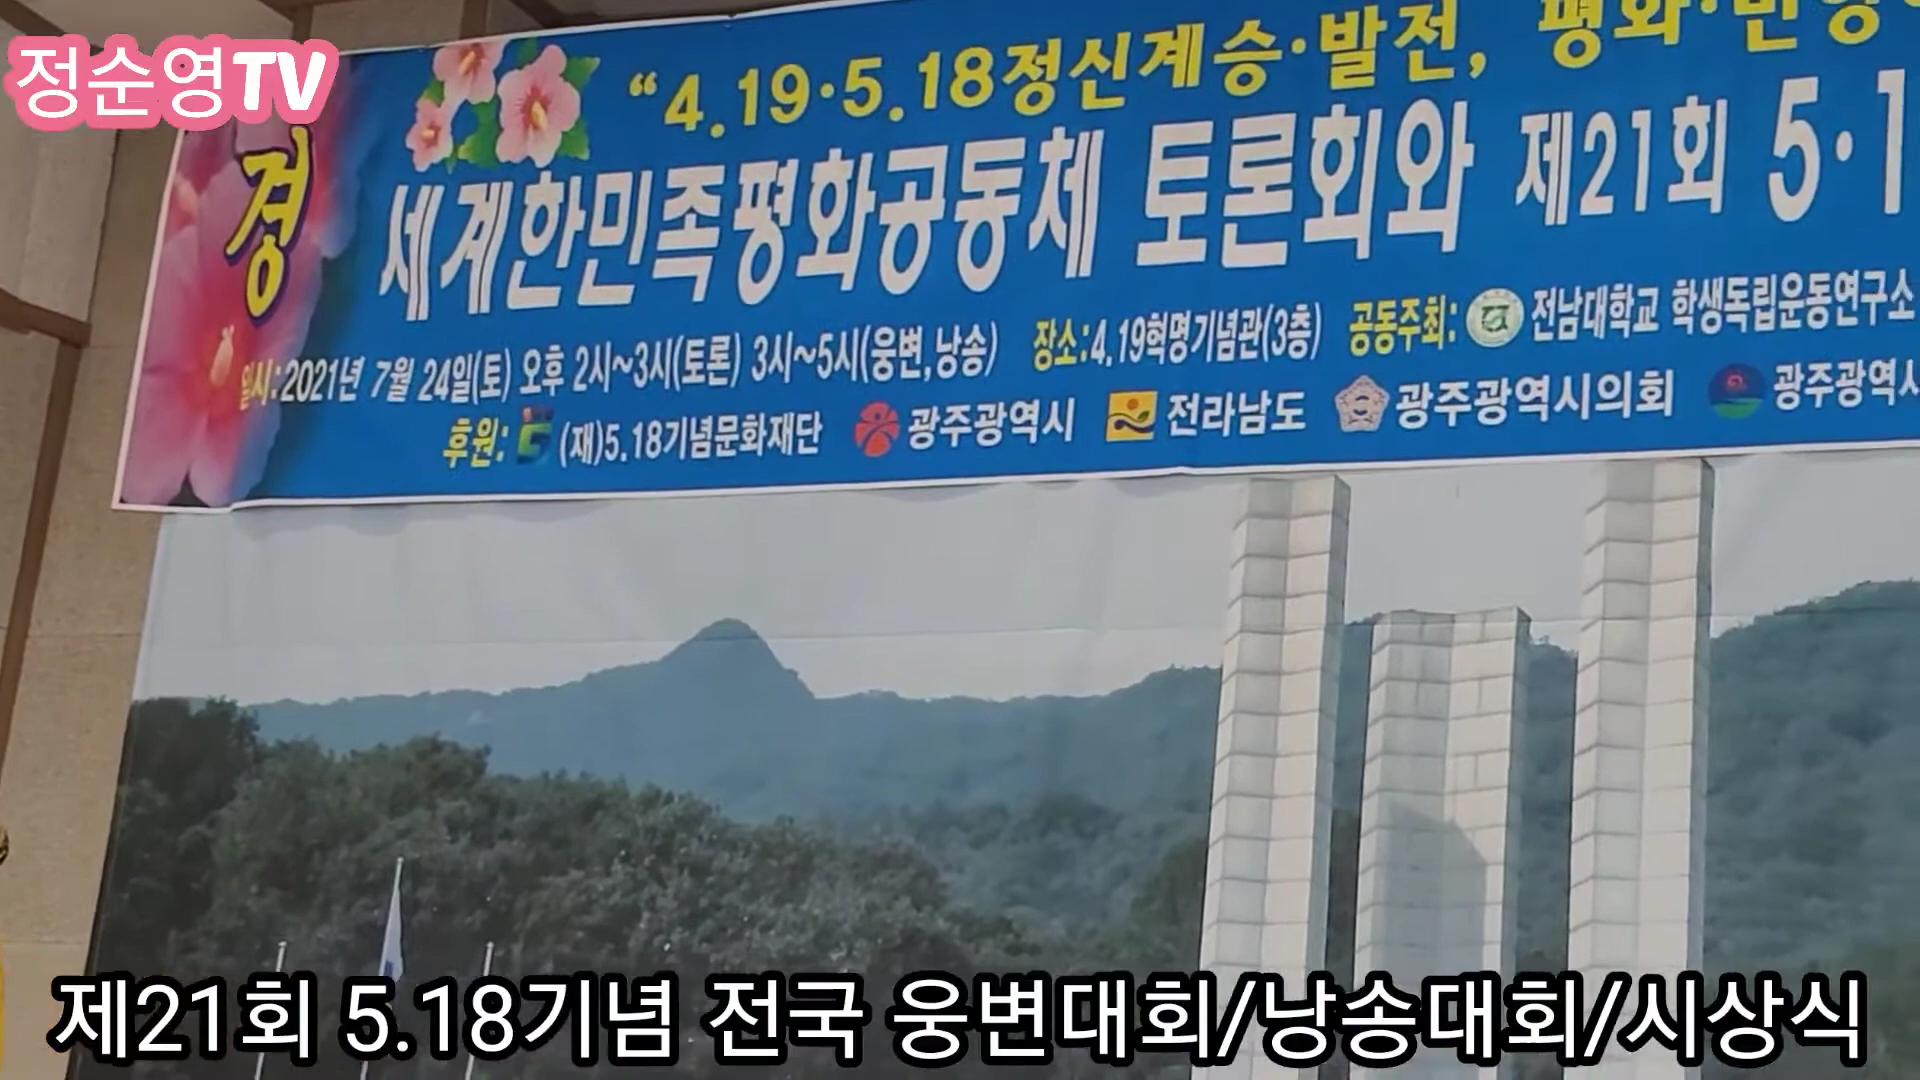 정순영TV
경
“4.19·5.18정신계승·발전, 평화·번영
세계한민족평화공동체 토론회와 제21회 5·1
일시:2021년 7월 24일(토) 오후 2시~3시(토론) 3시~5시(웅변,낭송) 장소:4.19혁명기념관(3층) 공동주최: 전남대학교 학생독립운동연구소
후원: (재)5.18기념문화재단 광주광역시 전라남도 광주광역시의회 광주광역시
제21회 5.18기념 전국 웅변대회/낭송대회/시상식